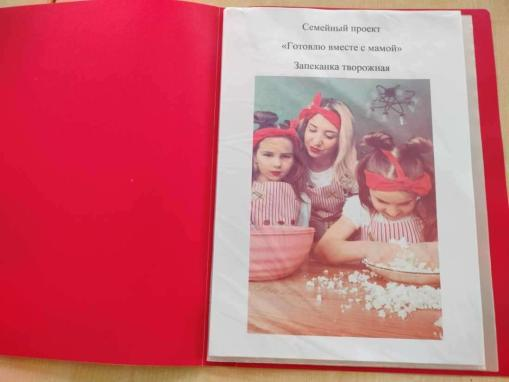 Семейный проект
«Готовлю вместе с мамой»
Запеканка творожная